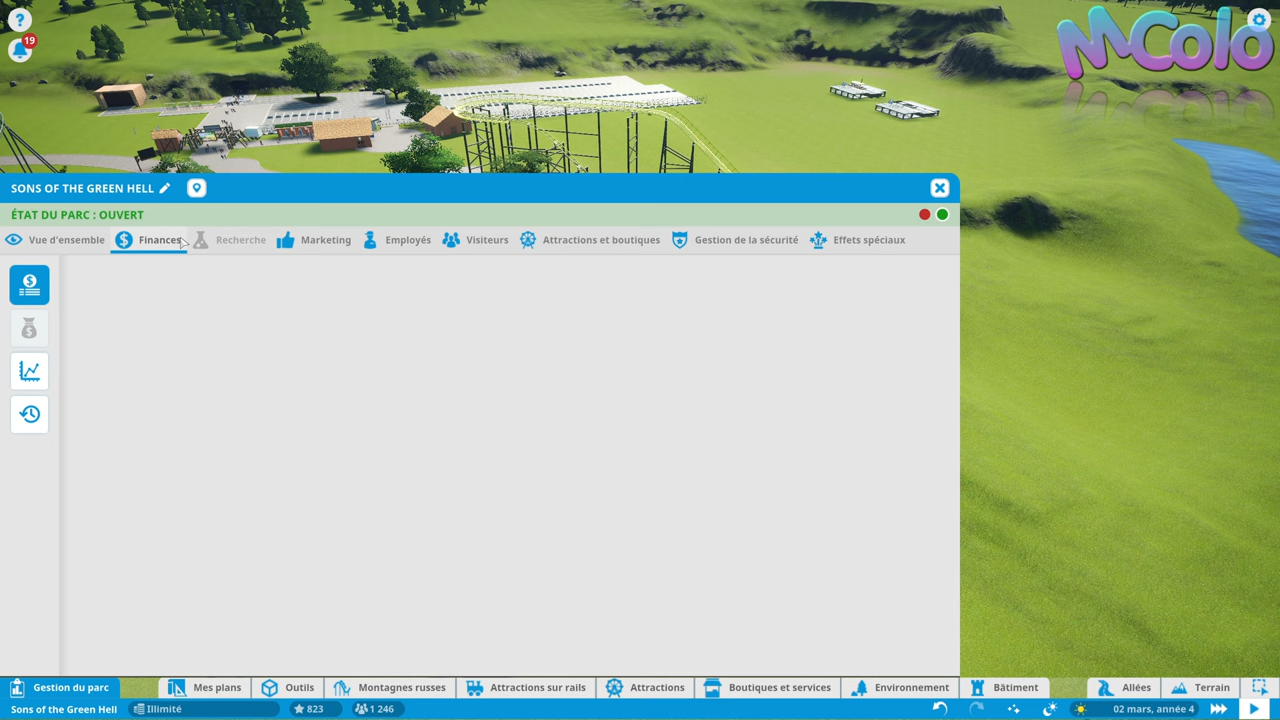 ?
19
MColo
SONS OF THE GREEN HELL
ÉTAT DU PARC : OUVERT
Vue d'ensemble
Finances
Recherche
Marketing
Employés
Visiteurs
Attractions et boutiques
Gestion de la sécurité
Effets spéciaux
Gestion du parc
Mes plans
Outils
Montagnes russes
Attractions sur rails
Attractions
Boutiques et services
Environnement
Bâtiment
Allées
Terrain
Sons of the Green Hell
Illimité
823
1 246
02 mars, année 4